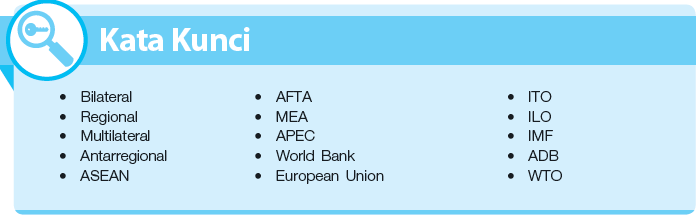 Kata Kunci
• Bilateral
• Regional
• Multilateral
• Antarregional
• ASEAN
• AFTA
• MEA
• APEC
• World Bank
• European Union
• ITO
• ILO
• IMF
• ADB
• WTO